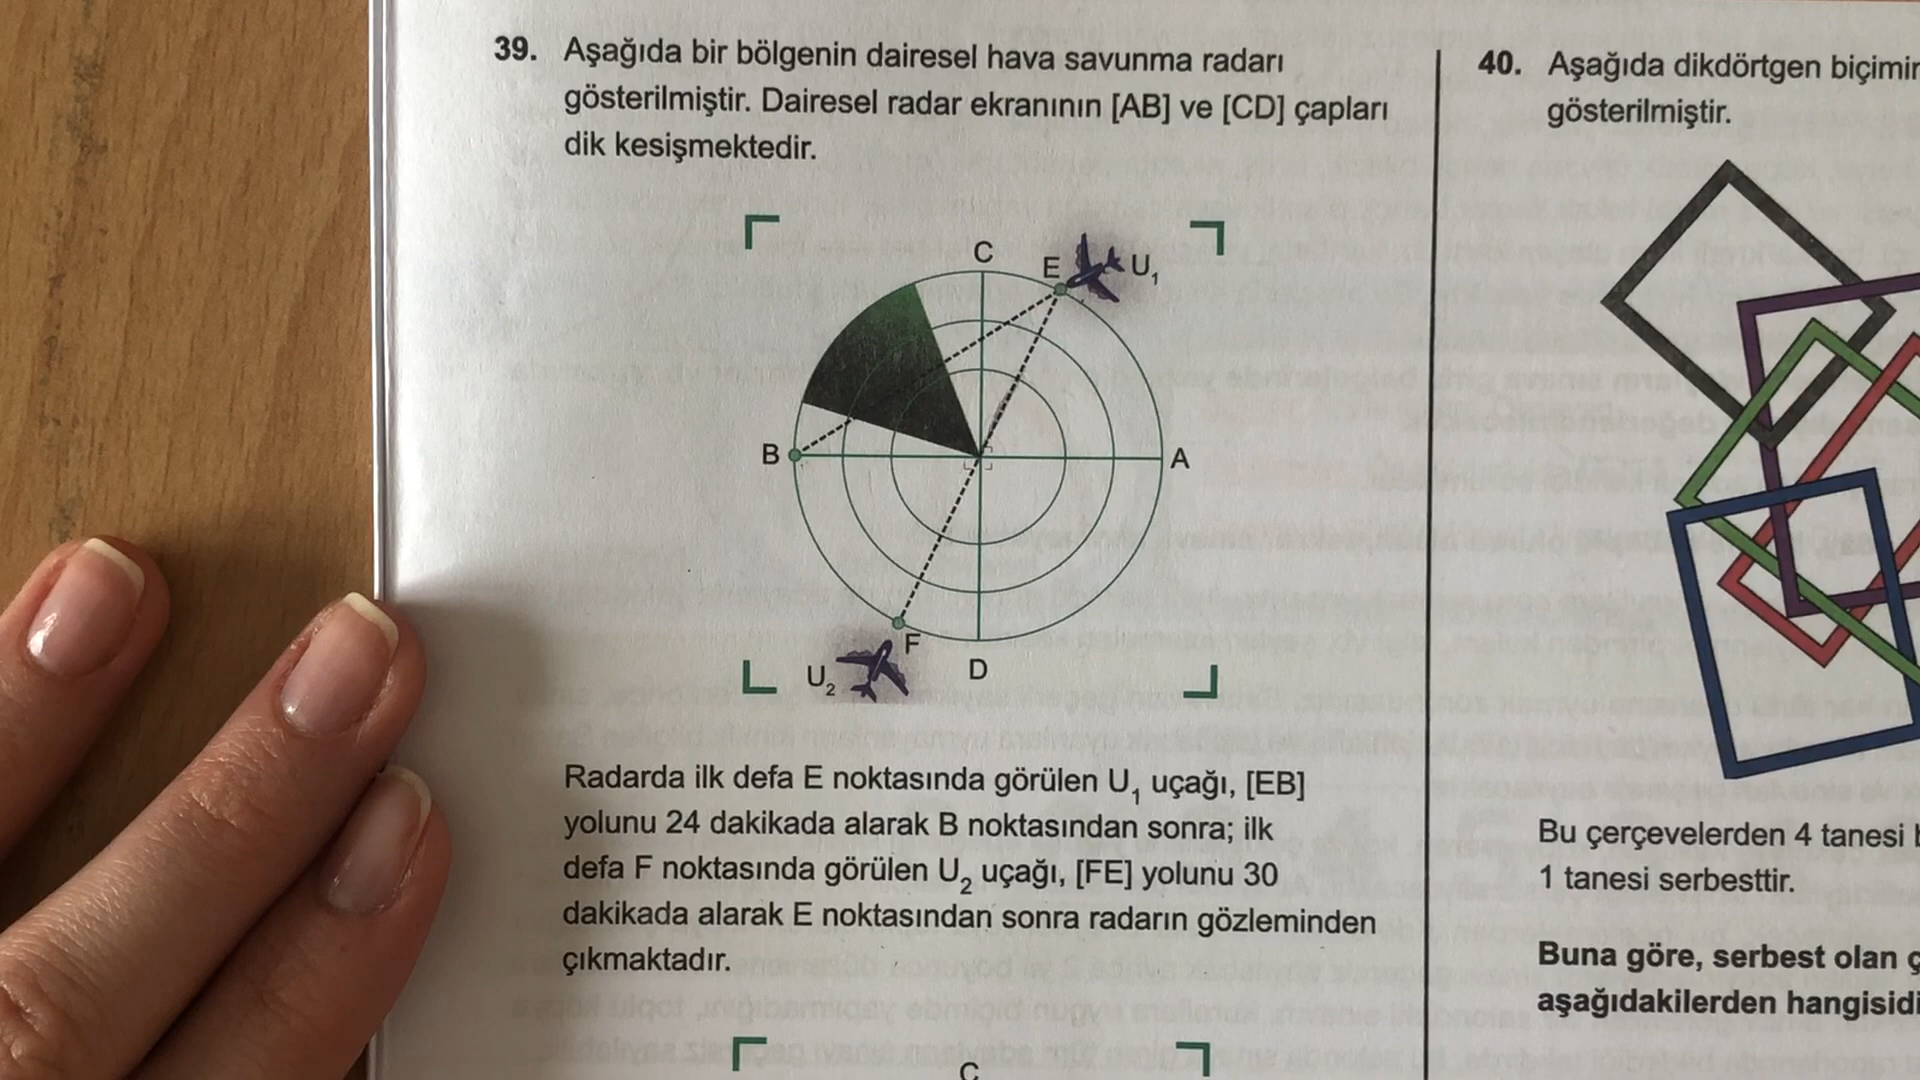 39. Aşağıda bir bölgenin dairesel hava savunma radarı
gösterilmiştir. Dairesel radar ekranının [AB] ve [CD] çapları
dik kesişmektedir.
C
E
U₁
B
A
F
U₂
D
Radarda ilk defa E noktasında görülen U₁ uçağı, [EB]
yolunu 24 dakikada alarak B noktasından sonra; ilk
defa F noktasında görülen U₂ uçağı, [FE] yolunu 30
dakikada alarak E noktasından sonra radarın gözleminden
çıkmaktadır.
C
40. Aşağıda dikdörtgen biçimin
gösterilmiştir.
Bu çerçevelerden 4 tanesi
1 tanesi serbesttir.
Buna göre, serbest olan
aşağıdakilerden hangisidi